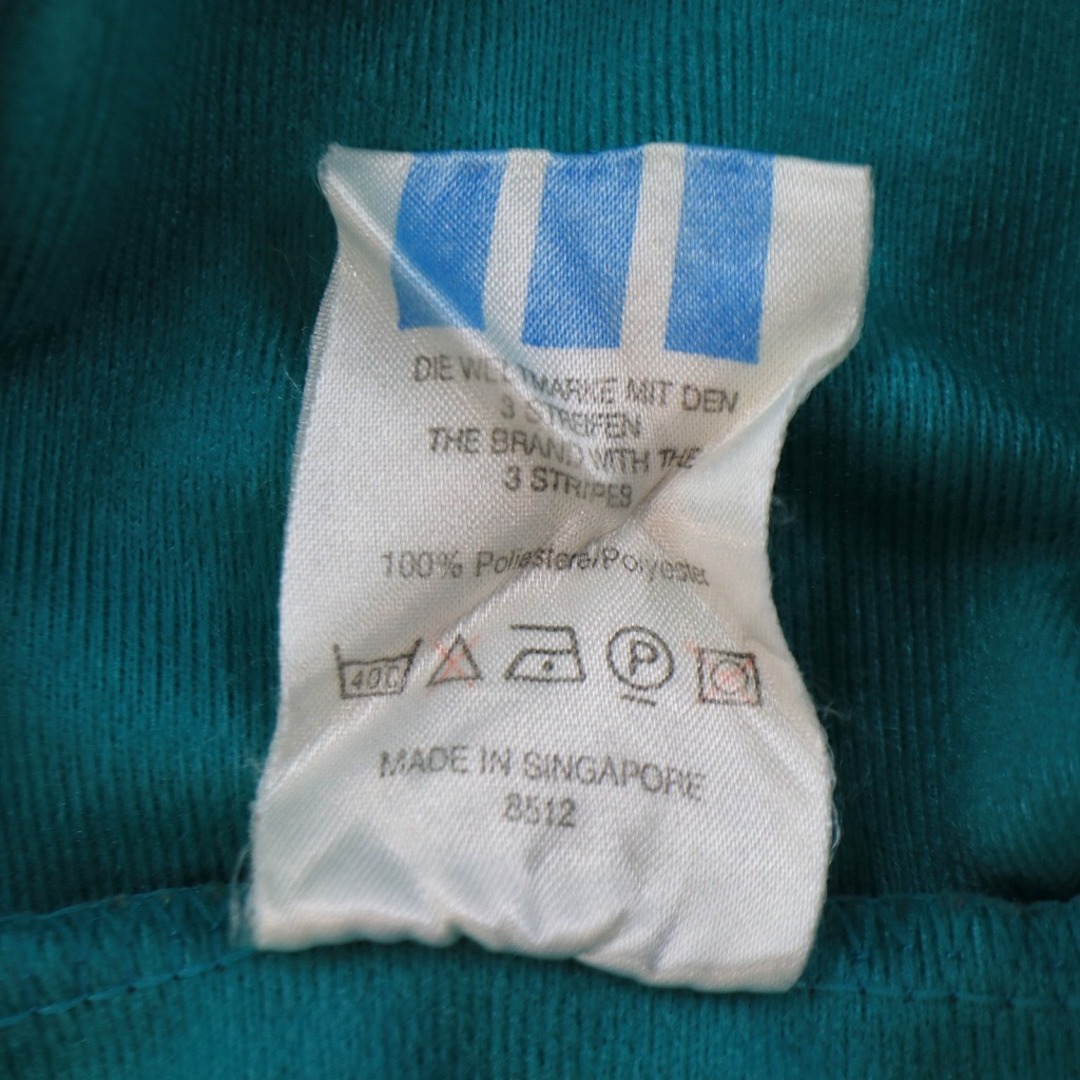 DIE WELTMARKE MIT DEN
3 STREIFEN
THE BRAND WITH THE
3 STRIPES
100% Poliestere/Polyester
40C
P
MADE IN SINGAPORE
8512